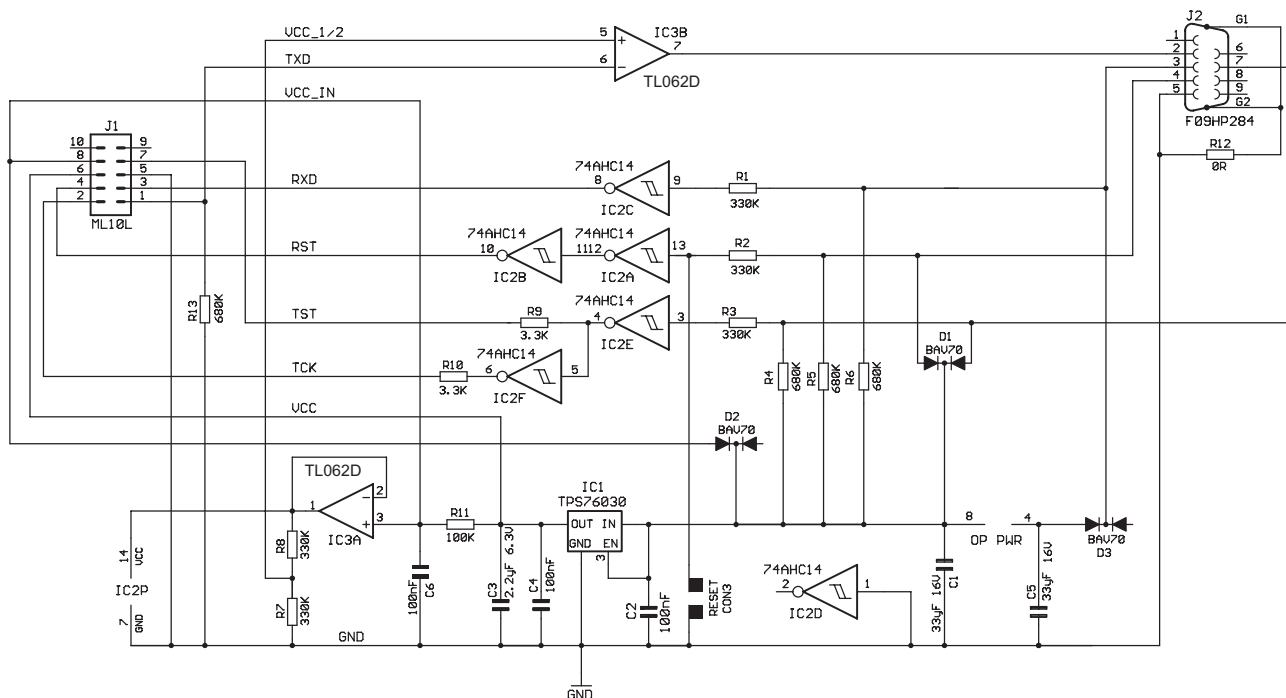 VCC_1/2
5
IC3B
7
TXD
6
TL062D
VCC_IN
J2
G1
1
2
3
4
5
6
7
8
9
G2
F09HP284
R12
0R
J1
10
8
6
4
2
9
7
5
3
1
ML10L
RXD
74AHC14
8
9
IC2C
R1
330K
RST
74AHC14
10
IC2B
74AHC14
1112
13
IC2A
R2
330K
R13
680K
TST
R9
3.3K
74AHC14
4
3
IC2E
R3
330K
TCK
R10
3.3K
74AHC14
6
5
IC2F
R4
680K
R5
680K
R6
680K
D1
BAV70
VCC
D2
BAV70
TL062D
1
2
3
IC3A
R11
100K
IC1
TPS76030
OUT IN
GND EN
3
8
4
OP PWR
BAV70
D3
14
VCC
IC2P
7
GND
R8
330K
R7
330K
100nF
C6
C3
2.2µF 6.3V
C4
100nF
C2
100nF
RESET
CON3
74AHC14
2
1
IC2D
33µF 16V
C1
C5
33µF 16V
GND
GND